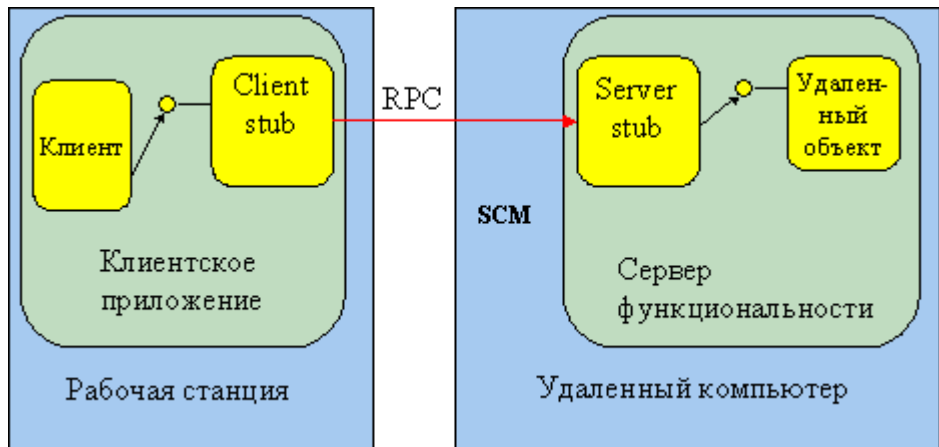 Клиент
Client
stub
RPC
Server
stub
Удален-
ный
объект
SCM
Клиентское
приложение
Сервер
функциональности
Рабочая станция
Удаленный компьютер